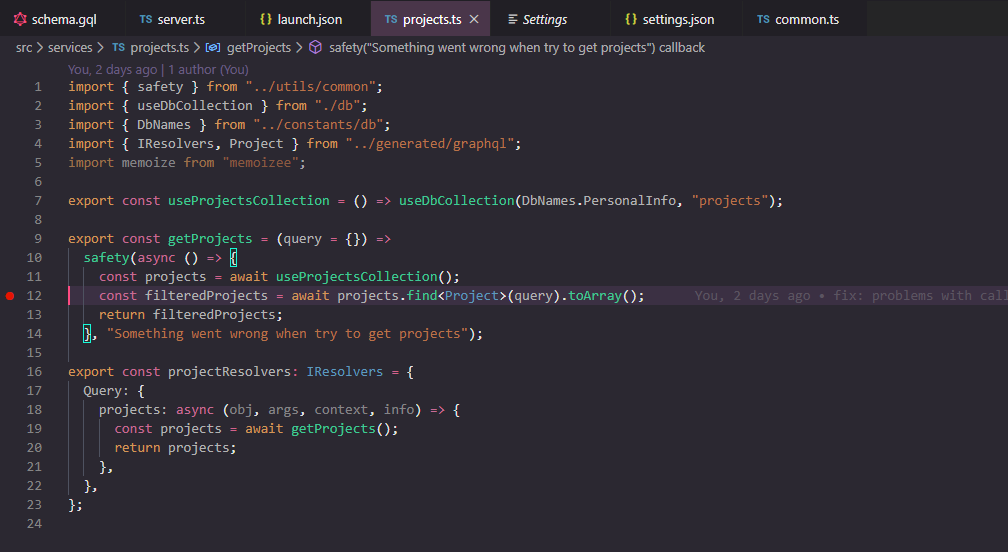 schema.gql TS server.ts {} launch.json TS projects.ts × Settings {} settings.json TS common.ts
src > services > TS projects.ts > getProjects > safety("Something went wrong when try to get projects") callback
You, 2 days ago | 1 author (You)
1 import { safety } from "../utils/common";
2 import { useDbCollection } from "./db";
3 import { DbNames } from "../constants/db";
4 import { IResolvers, Project } from "../generated/graphql";
5 import memoize from "memoizee";
6
7 export const useProjectsCollection = () => useDbCollection(DbNames.PersonalInfo, "projects");
8
9 export const getProjects = (query = {}) =>
10 safety(async () => {
11 const projects = await useProjectsCollection();
12 const filteredProjects = await projects.find<Project>(query).toArray(); You, 2 days ago • fix: problems with call
13 return filteredProjects;
14 }, "Something went wrong when try to get projects");
15
16 export const projectResolvers: IResolvers = {
17 Query: {
18 projects: async (obj, args, context, info) => {
19 const projects = await getProjects();
20 return projects;
21 },
22 },
23 };
24